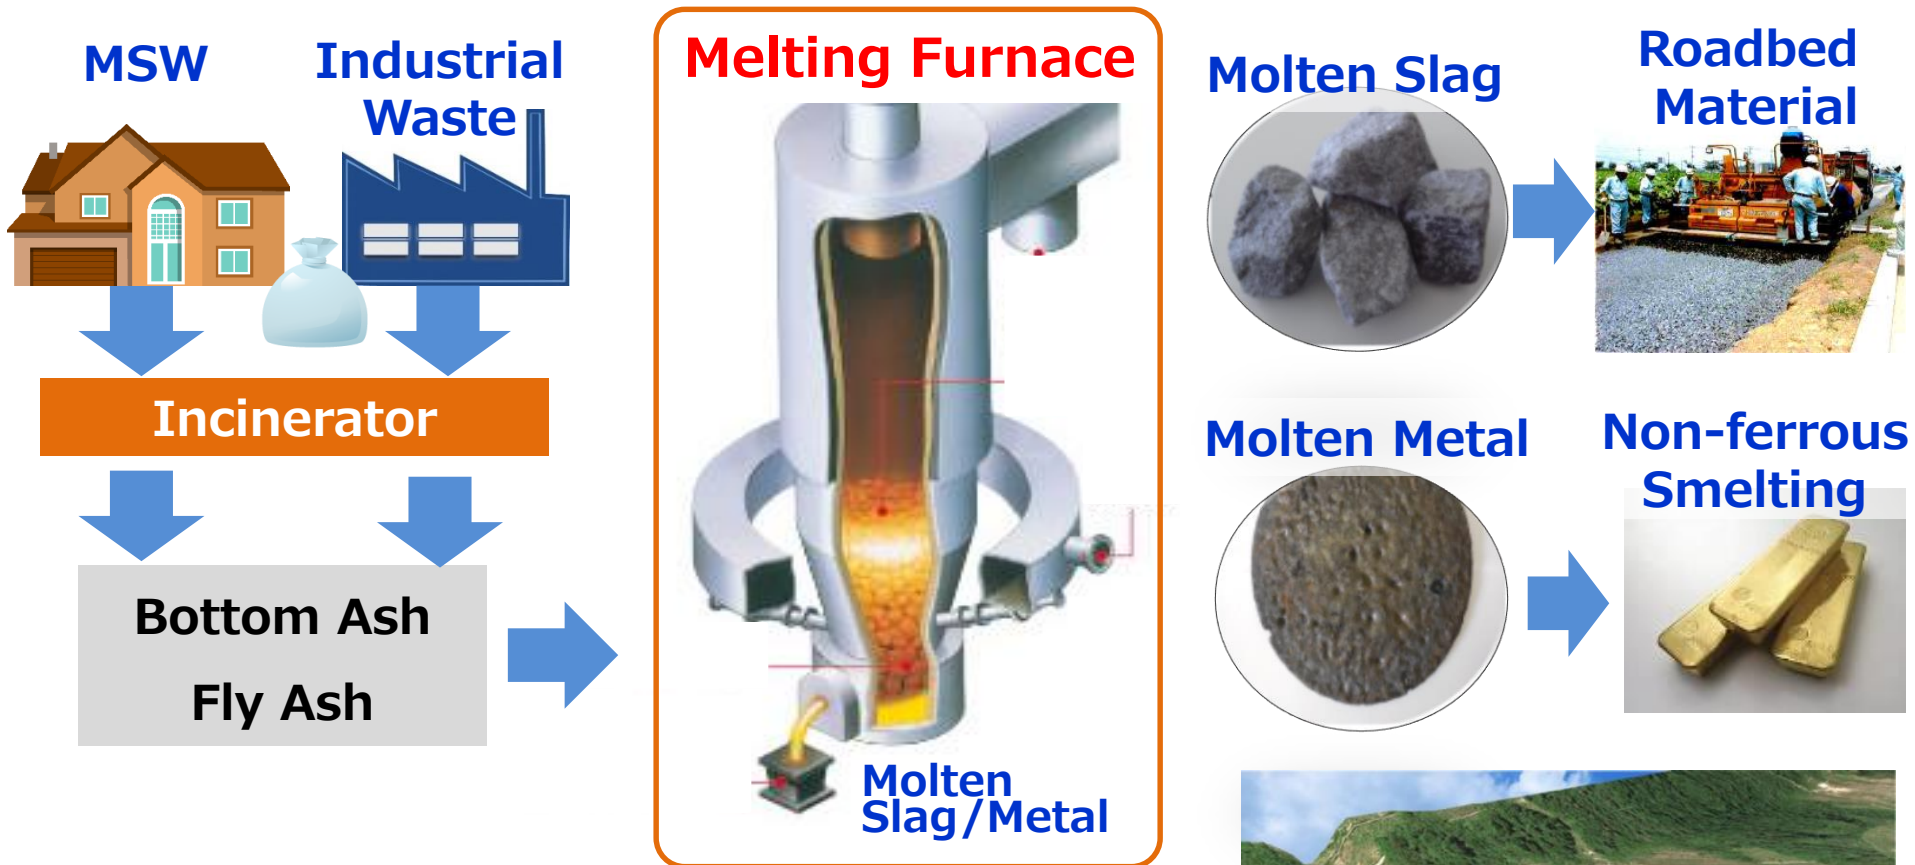 MSW
Industrial
Waste
Incinerator
Bottom Ash
Fly Ash
Melting Furnace
Molten
Slag/Metal
Molten Slag
Roadbed
Material
Molten Metal
Non-ferrous
Smelting